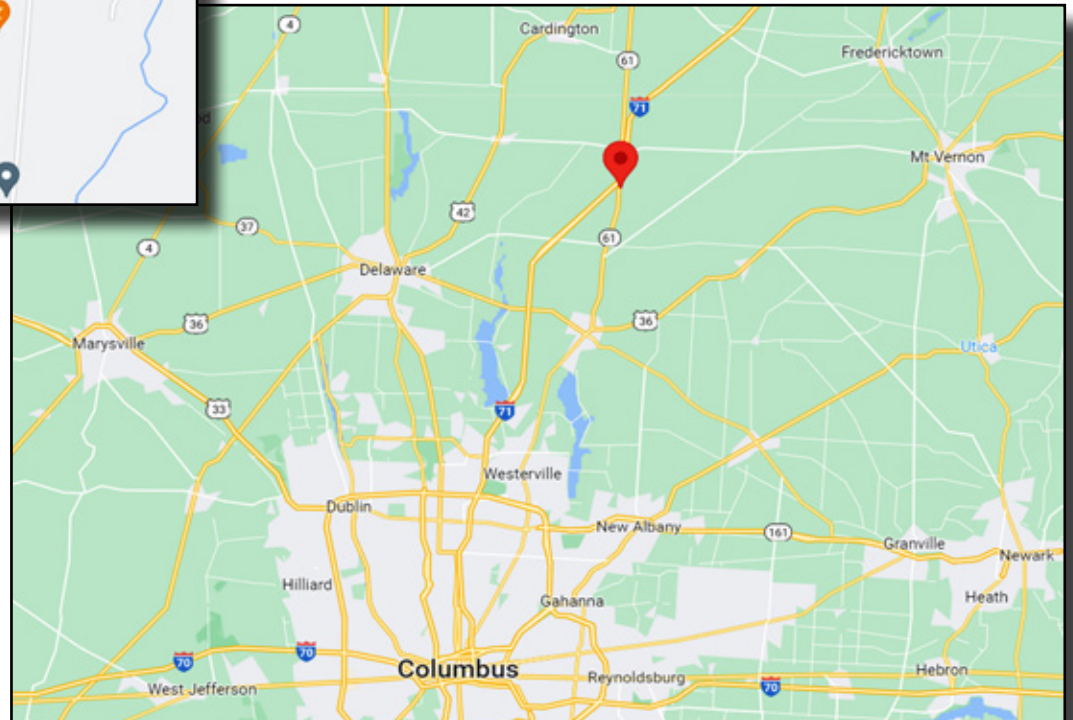 4
Cardington
61
Fredericktown
71
Mt Vernon
42
37
61
4
Delaware
36
36
Marysville
Utica
33
71
Westerville
Dublin
New Albany
161
Granville
Newark
Hilliard
Heath
Gahanna
70
70
Columbus
Hebron
Reynoldsburg
70
West Jefferson